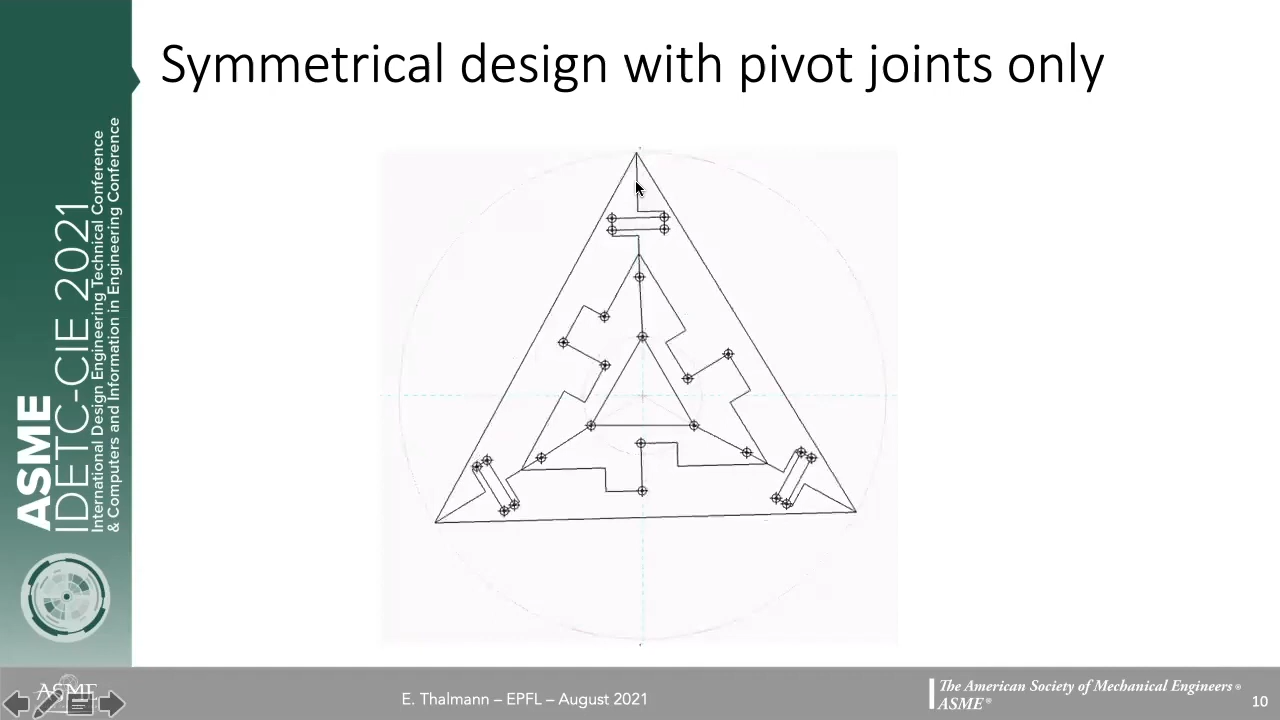 Symmetrical design with pivot joints only
ASME
IDETC-CIE 2021
International Design Engineering Technical Conference
& Computers and Information in Engineering Conference
ASME
E. Thalmann – EPFL – August 2021
The American Society of Mechanical Engineers ®
ASME ®
10